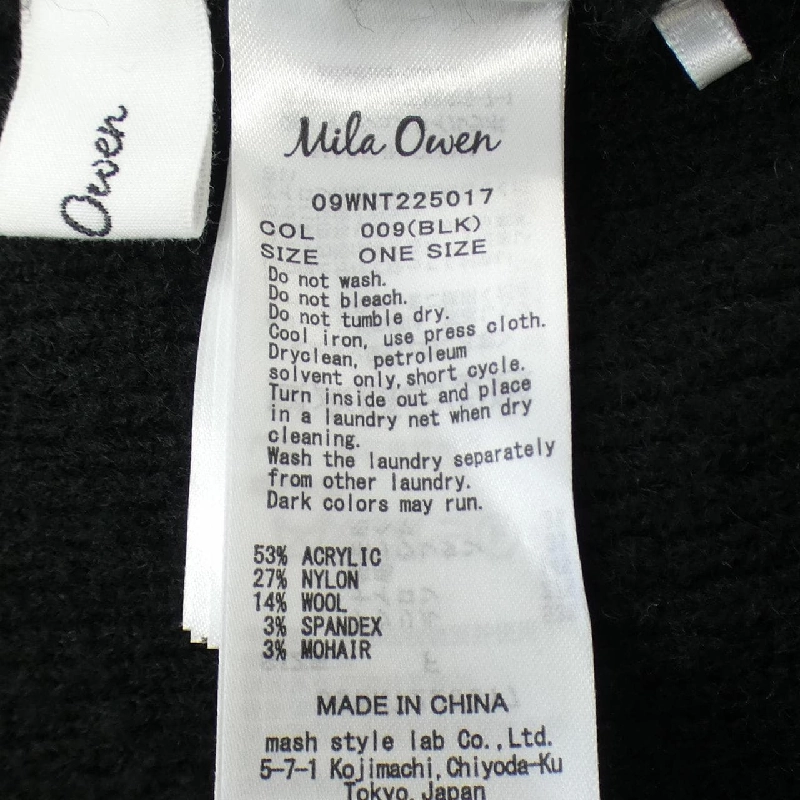 Owen
Mila Owen
09WNT225017
COL 009(BLK)
SIZE ONE SIZE
Do not wash.
Do not bleach.
Do not tumble dry.
Cool iron, use press cloth.
Dryclean, petroleum
solvent only, short cycle.
Turn inside out and place
in a laundry net when dry
cleaning.
Wash the laundry separately
from other laundry.
Dark colors may run.
53% ACRYLIC
27% NYLON
14% WOOL
3% SPANDEX
3% MOHAIR
MADE IN CHINA
mash style lab Co.,Ltd.
5-7-1 Kojimachi,Chiyoda-Ku
Tokyo,Japan